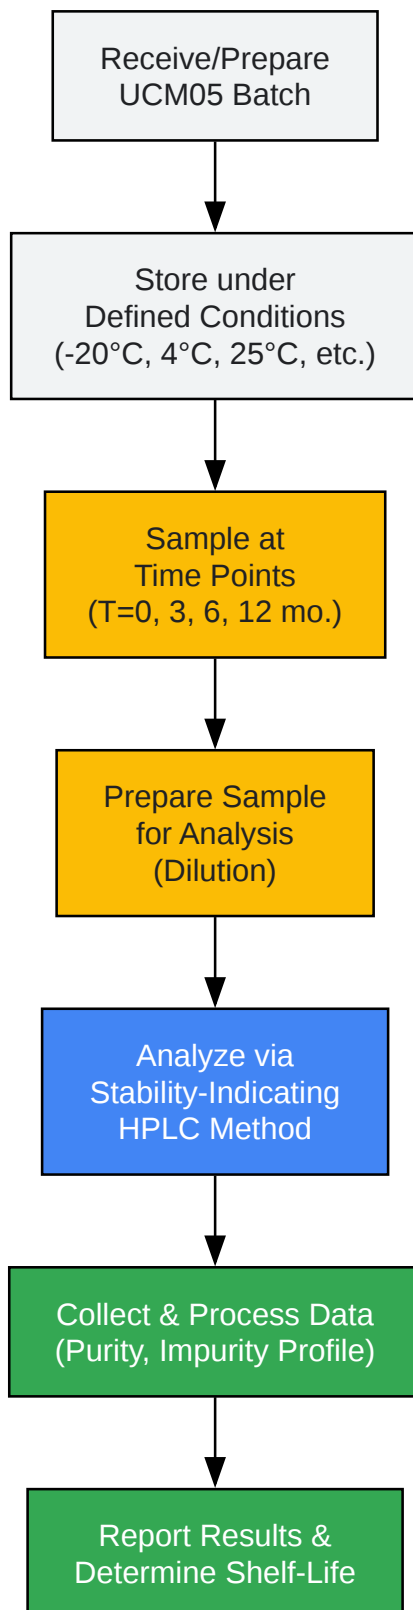 Receive/Prepare
UCM05 Batch
Store under
Defined Conditions
(-20°C, 4°C, 25°C, etc.)
Sample at
Time Points
(T=0, 3, 6, 12 mo.)
Prepare Sample
for Analysis
(Dilution)
Analyze via
Stability-Indicating
HPLC Method
Collect & Process Data
(Purity, Impurity Profile)
Report Results &
Determine Shelf-Life